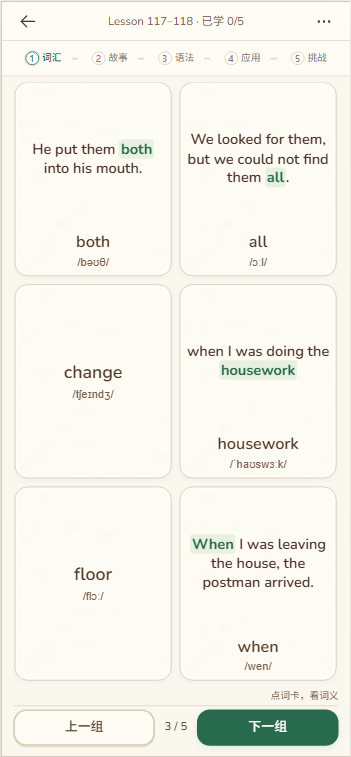 Lesson 117–118 · 已学 0/5
1 词汇 – 2 故事 – 3 语法 – 4 应用 – 5 挑战
He put them both
into his mouth.
both
/bəʊθ/
We looked for them,
but we could not find
them all.
all
/ɔːl/
change
/tʃeɪndʒ/
when I was doing the
housework
housework
/ˈhaʊswɜːk/
floor
/flɔː/
When I was leaving
the house, the
postman arrived.
when
/wen/
点词卡，看词义
上一组 3 / 5 下一组